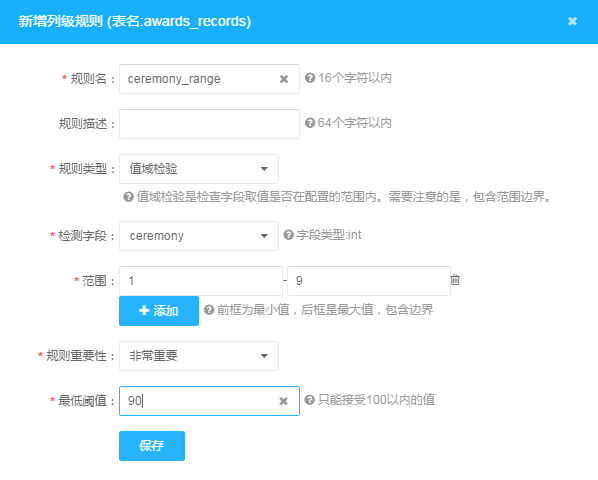 新增列级规则 (表名:awards_records)
* 规则名： ceremony_range 16个字符以内
规则描述： 64个字符以内
* 规则类型： 值域检验
值域检验是检查字段取值是否在配置的范围内。需要注意的是，包含范围边界。
* 检测字段： ceremony 字段类型:int
* 范围： 1 - 9
添加 前框为最小值，后框是最大值，包含边界
* 规则重要性： 非常重要
* 最低阈值： 90 只能接受100以内的值
保存